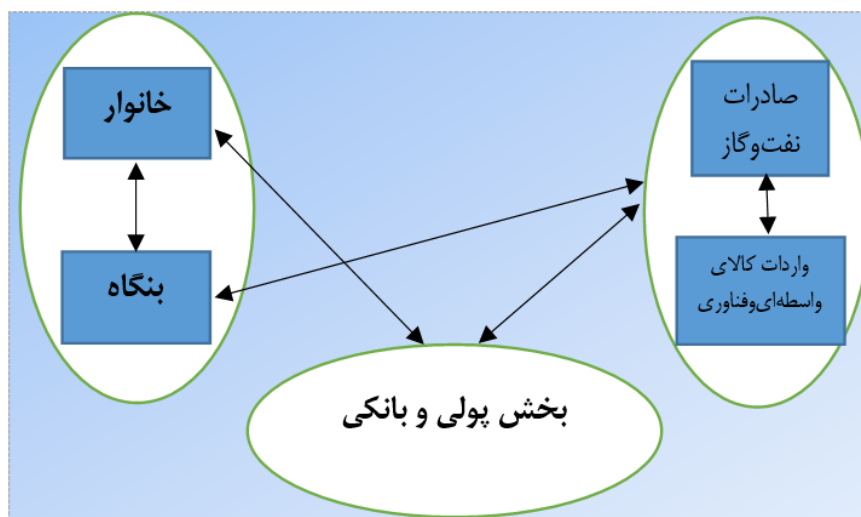 خانوار
بنگاه
صادرات
نفت‌وگاز
واردات کالای
واسطه‌ای‌وفناوری
بخش پولی و بانکی